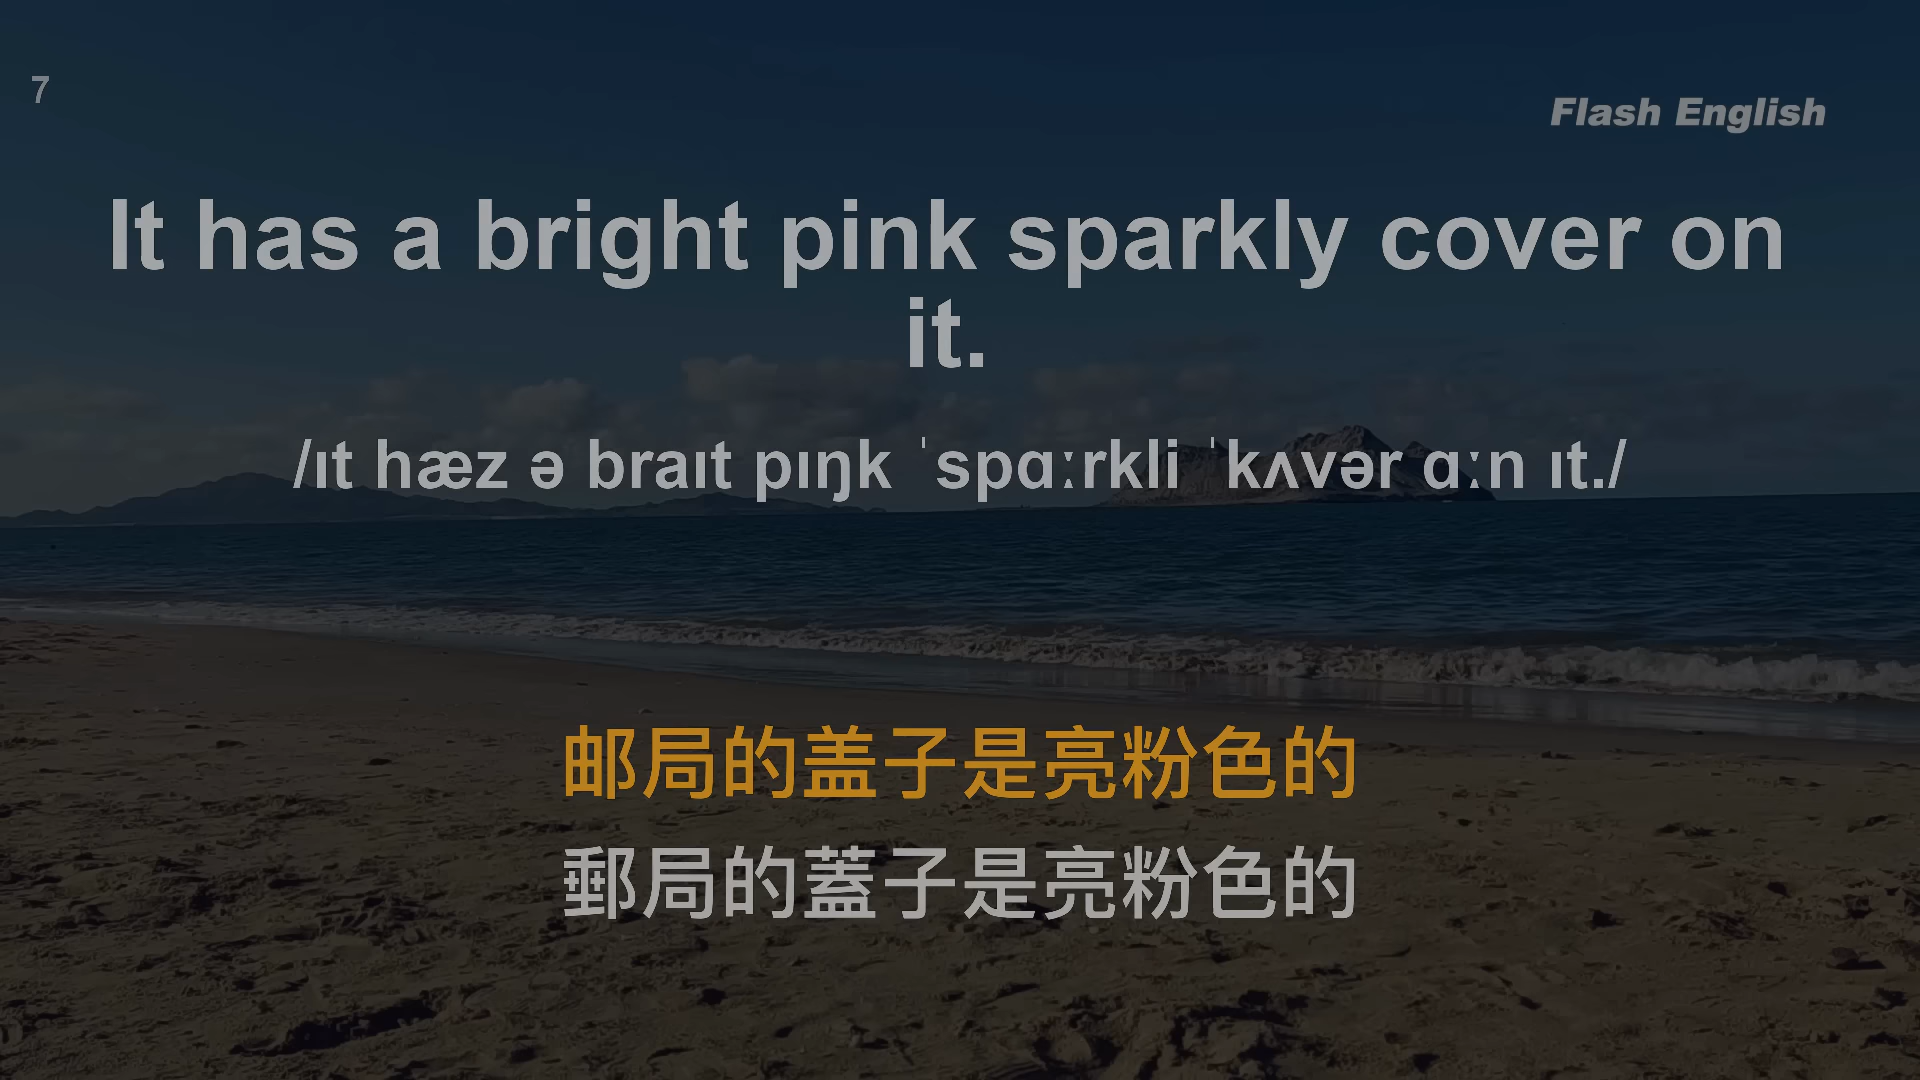 7
Flash English
It has a bright pink sparkly cover on
it.
/ɪt hæz ə braɪt pɪŋk ˈspɑːrkli ˈkʌvər ɑːn ɪt./
邮局的盖子是亮粉色的
郵局的蓋子是亮粉色的